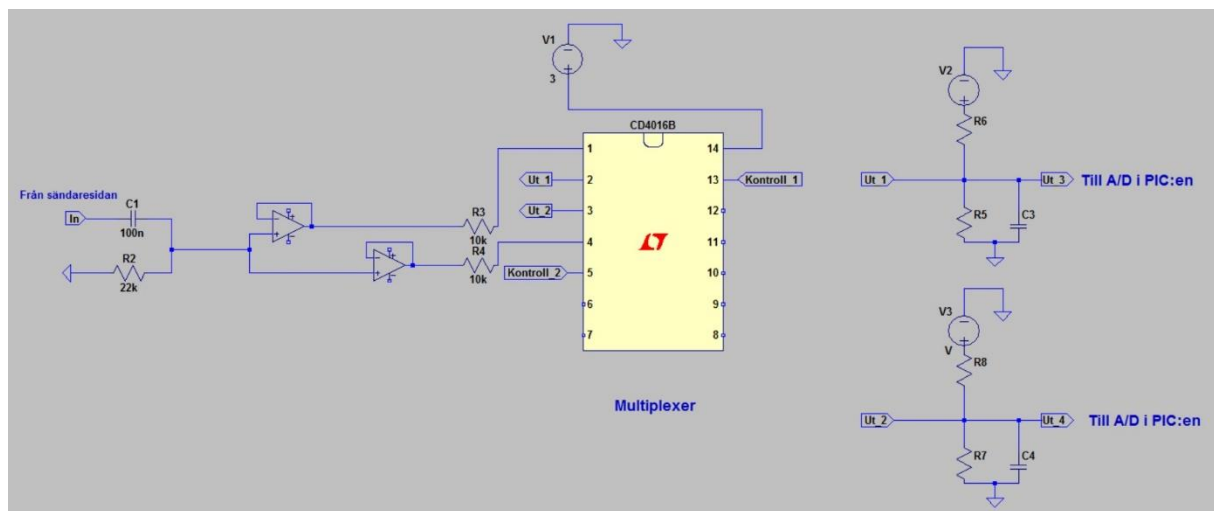 Från sändaresidan
In
C1
100n
R2
22k
R3
10k
R4
10k
V1
3
CD4016B
1
14
Ut_1
2
13
Kontroll_1
Ut_2
3
12
4
11
Kontroll_2
5
10
6
9
7
8
Multiplexer
V2
R6
Ut_1
Ut_3
Till A/D i PIC:en
R5
C3
V3
V
R8
Ut_2
Ut_4
Till A/D i PIC:en
R7
C4